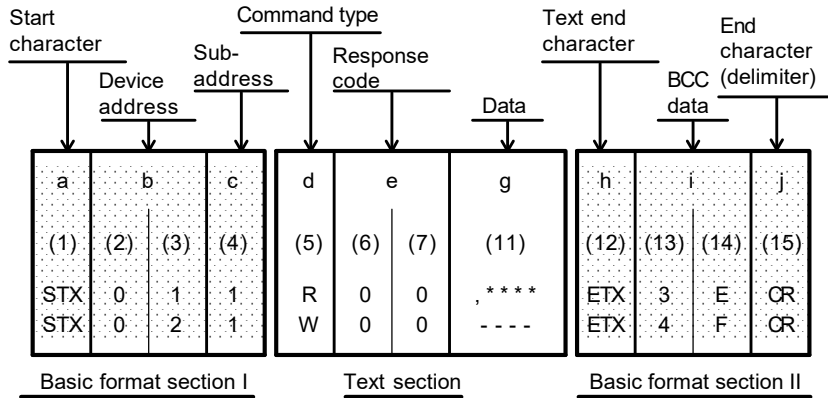 Start character
Device address
Sub-address
Command type
Response code
Data
Text end character
BCC data
End character (delimiter)
a b c d e g h i j
(1) (2) (3) (4) (5) (6) (7) (11) (12) (13) (14) (15)
STX 0 1 1 R 0 0 ,**** ETX 3 E CR
STX 0 2 1 W 0 0 ---- ETX 4 F CR
Basic format section I Text section Basic format section II